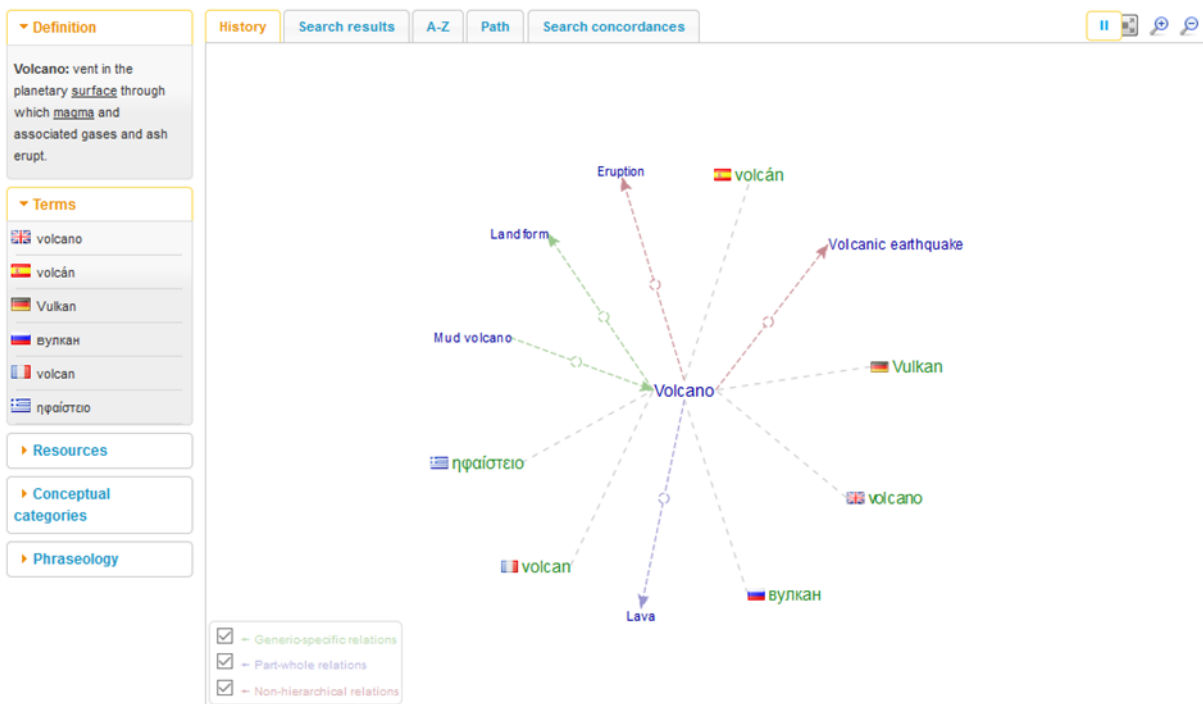 Definition
Volcano: vent in the
planetary surface through
which magma and
associated gases and ash
erupt.
Terms
volcano
volcán
Vulkan
вулкан
volcan
ηφαίστειο
Resources
Conceptual
categories
Phraseology
History
Search results
A-Z
Path
Search concordances
Eruption
volcán
Landform
Volcanic earthquake
Mud volcano
Vulkan
Volcano
ηφαίστειο
volcano
volcan
вулкан
Lava
Generic-specific relations
Part-whole relations
Non-hierarchical relations